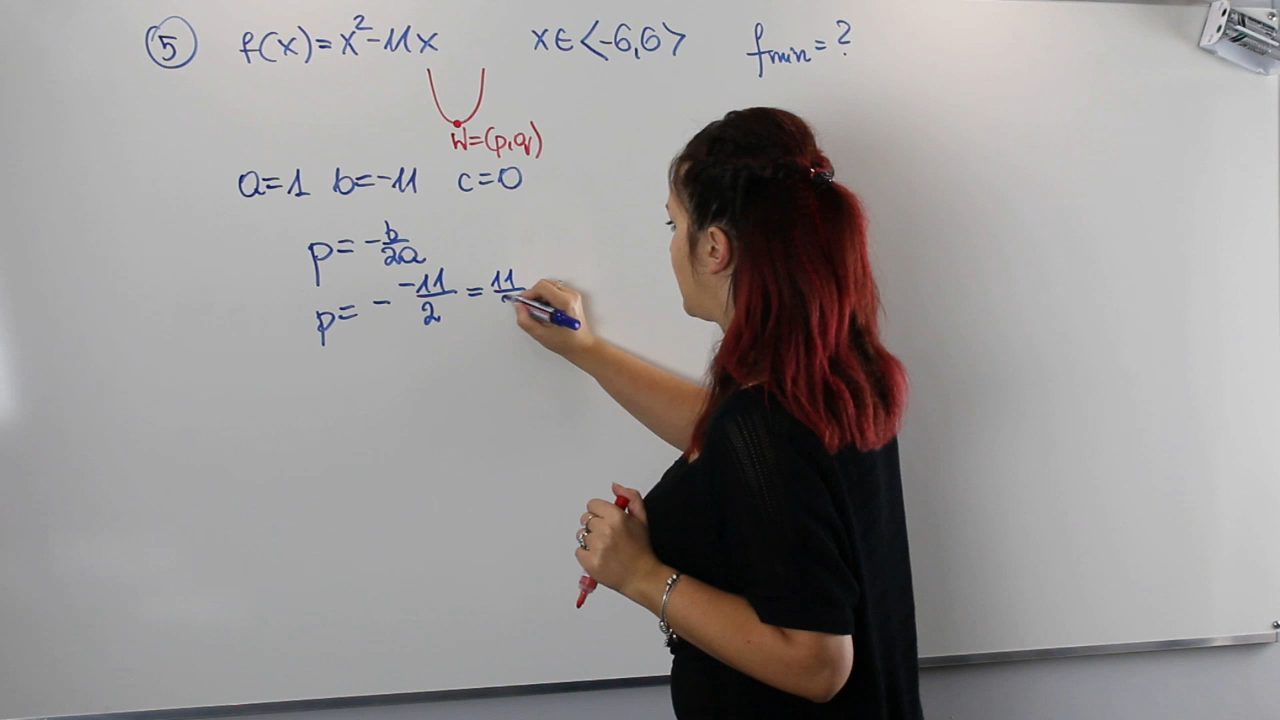 5 f(x)=x²-11x x∈<-6,6> fmin=?
W=(p,q)
a=1 b=-11 c=0
p=-b/2a
p=- -11/2 = 11/